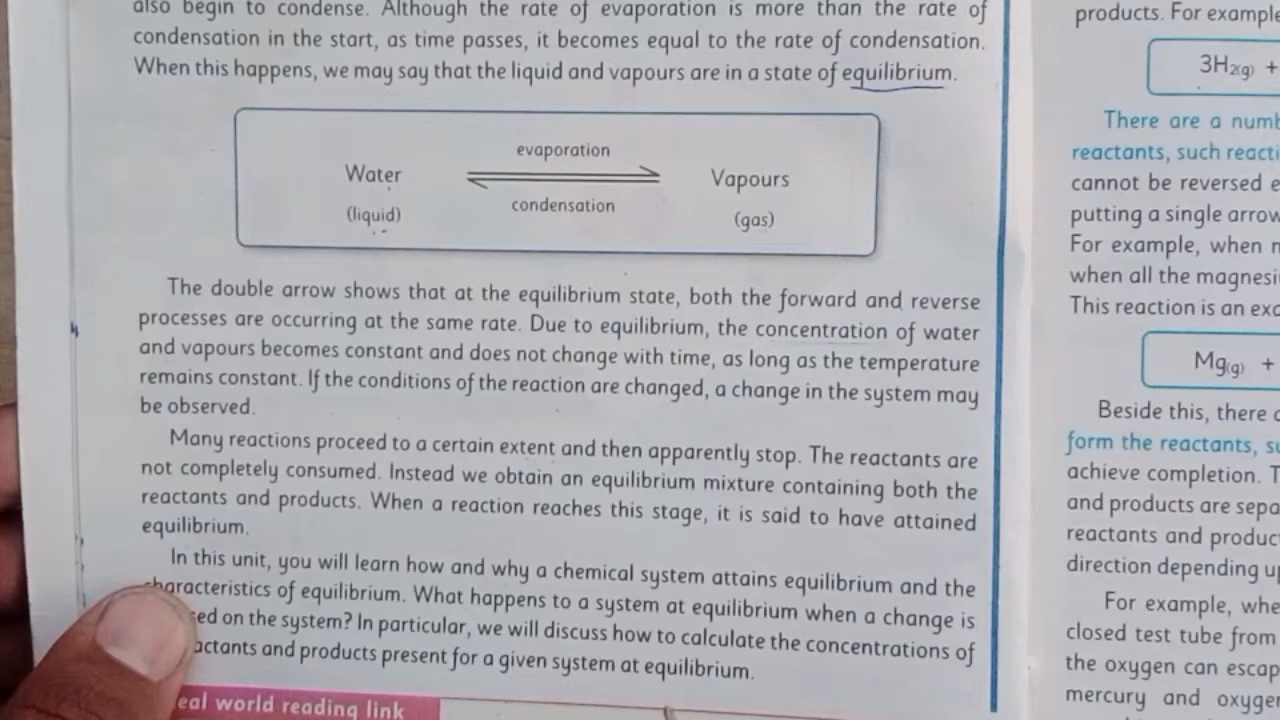 also begin to condense. Although the rate of evaporation is more than the rate of
condensation in the start, as time passes, it becomes equal to the rate of condensation.
When this happens, we may say that the liquid and vapours are in a state of equilibrium.
evaporation
Water Vapours
condensation
(liquid) (gas)
The double arrow shows that at the equilibrium state, both the forward and reverse
processes are occurring at the same rate. Due to equilibrium, the concentration of water
and vapours becomes constant and does not change with time, as long as the temperature
remains constant. If the conditions of the reaction are changed, a change in the system may
be observed.
Many reactions proceed to a certain extent and then apparently stop. The reactants are
not completely consumed. Instead we obtain an equilibrium mixture containing both the
reactants and products. When a reaction reaches this stage, it is said to have attained
equilibrium.
In this unit, you will learn how and why a chemical system attains equilibrium and the
characteristics of equilibrium. What happens to a system at equilibrium when a change is
on the system? In particular, we will discuss how to calculate the concentrations of
and products present for a given system at equilibrium.
world reading link
products. For example
3H2(g) +
There are a
reactants, such
cannot be reversed
putting a single arrow
For example, when
when all the
This reaction is an
Mg(g) +
Beside this, there
form the reactants,
achieve completion.
and products are
reactants and
direction depending
For example,
closed test tube from
the oxygen can
mercury and